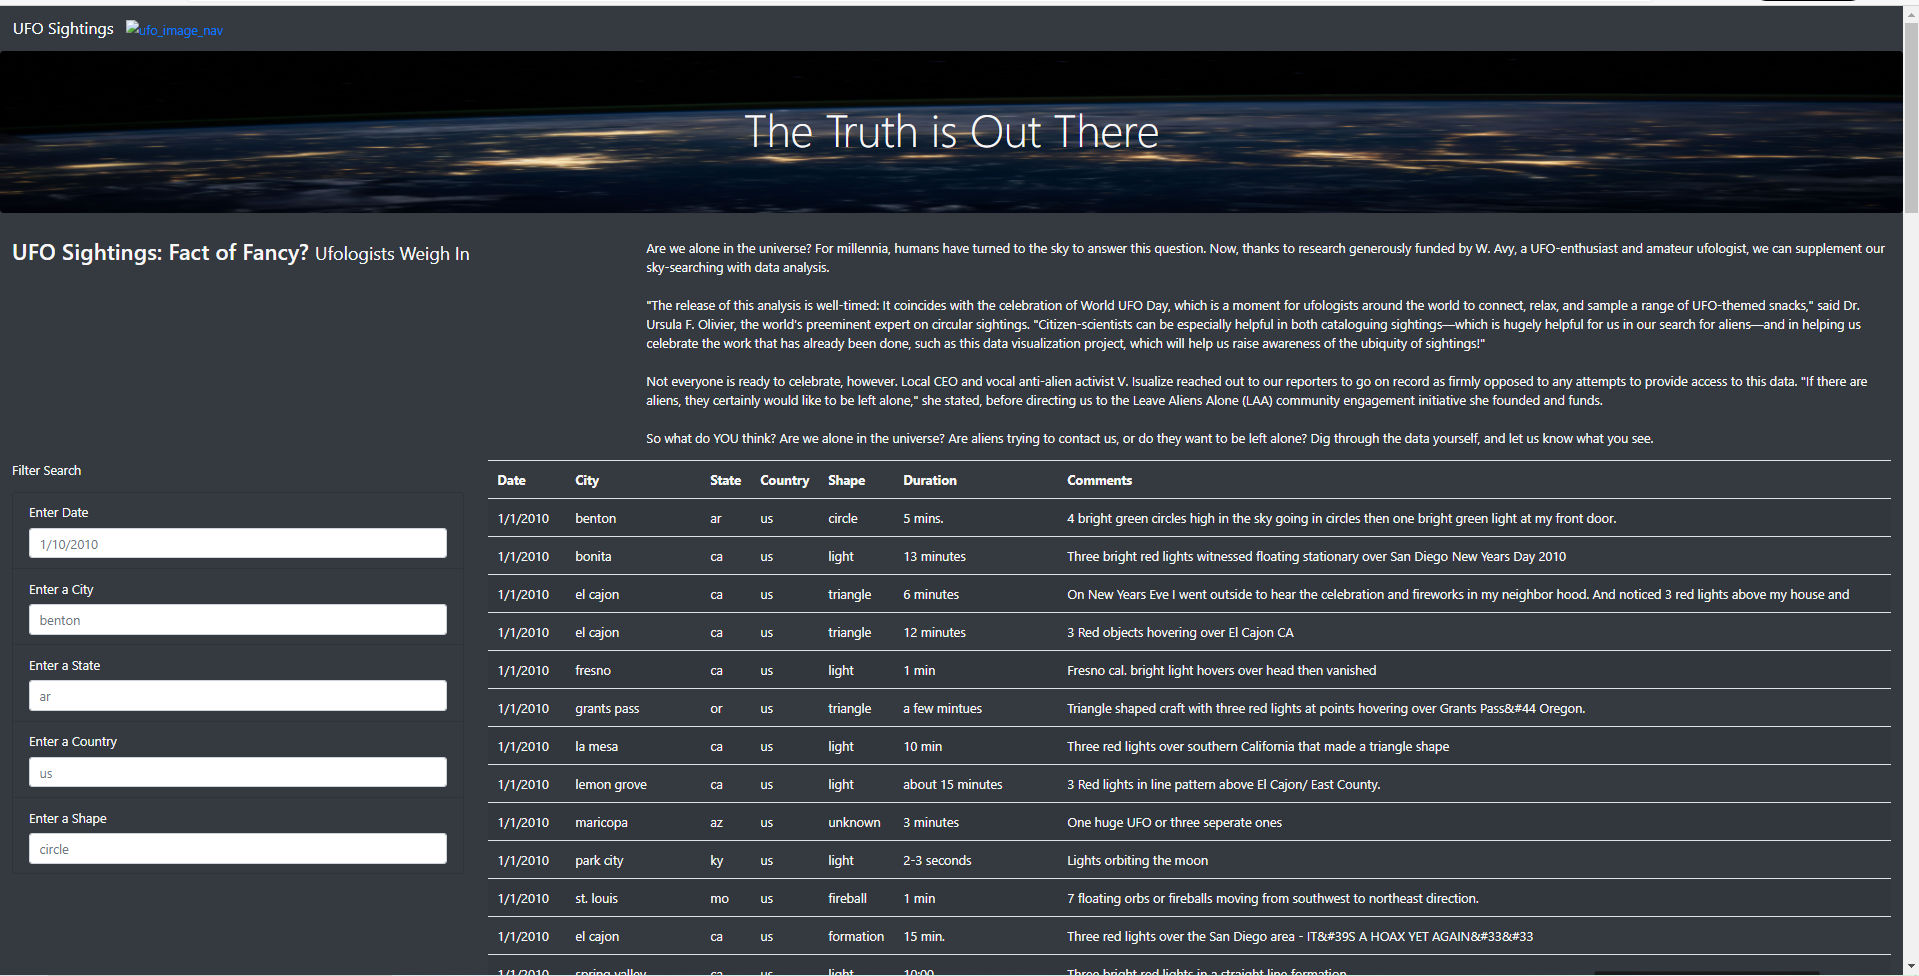 UFO Sightings ufo_image_nav
The Truth is Out There
UFO Sightings: Fact of Fancy? Ufologists Weigh In
Are we alone in the universe? For millennia, humans have turned to the sky to answer this question. Now, thanks to research generously funded by W. Avy, a UFO-enthusiast and amateur ufologist, we can supplement our
sky-searching with data analysis.
"The release of this analysis is well-timed: It coincides with the celebration of World UFO Day, which is a moment for ufologists around the world to connect, relax, and sample a range of UFO-themed snacks," said Dr.
Ursula F. Olivier, the world's preeminent expert on circular sightings. "Citizen-scientists can be especially helpful in both cataloguing sightings—which is hugely helpful for us in our search for aliens—and in helping us
celebrate the work that has already been done, such as this data visualization project, which will help us raise awareness of the ubiquity of sightings!"
Not everyone is ready to celebrate, however. Local CEO and vocal anti-alien activist V. Isualize reached out to our reporters to go on record as firmly opposed to any attempts to provide access to this data. "If there are
aliens, they certainly would like to be left alone," she stated, before directing us to the Leave Aliens Alone (LAA) community engagement initiative she founded and funds.
So what do YOU think? Are we alone in the universe? Are aliens trying to contact us, or do they want to be left alone? Dig through the data yourself, and let us know what you see.
Filter Search
Enter Date
1/10/2010
Enter a City
benton
Enter a State
ar
Enter a Country
us
Enter a Shape
circle
Date City State Country Shape Duration Comments
1/1/2010 benton ar us circle 5 mins. 4 bright green circles high in the sky going in circles then one bright green light at my front door.
1/1/2010 bonita ca us light 13 minutes Three bright red lights witnessed floating stationary over San Diego New Years Day 2010
1/1/2010 el cajon ca us triangle 6 minutes On New Years Eve I went outside to hear the celebration and fireworks in my neighbor hood. And noticed 3 red lights above my house and
1/1/2010 el cajon ca us triangle 12 minutes 3 Red objects hovering over El Cajon CA
1/1/2010 fresno ca us light 1 min Fresno cal. bright light hovers over head then vanished
1/1/2010 grants pass or us triangle a few mintues Triangle shaped craft with three red lights at points hovering over Grants Pass&#44 Oregon.
1/1/2010 la mesa ca us light 10 min Three red lights over southern California that made a triangle shape
1/1/2010 lemon grove ca us light about 15 minutes 3 Red lights in line pattern above El Cajon/ East County.
1/1/2010 maricopa az us unknown 3 minutes One huge UFO or three seperate ones
1/1/2010 park city ky us light 2-3 seconds Lights orbiting the moon
1/1/2010 st. louis mo us fireball 1 min 7 floating orbs or fireballs moving from southwest to northeast direction.
1/1/2010 el cajon ca us formation 15 min. Three red lights over the San Diego area - IT&#39S A HOAX YET AGAIN&#33&#33
1/1/2010 spring valley ca us light 10:00 Three bright red lights in a straight line formation